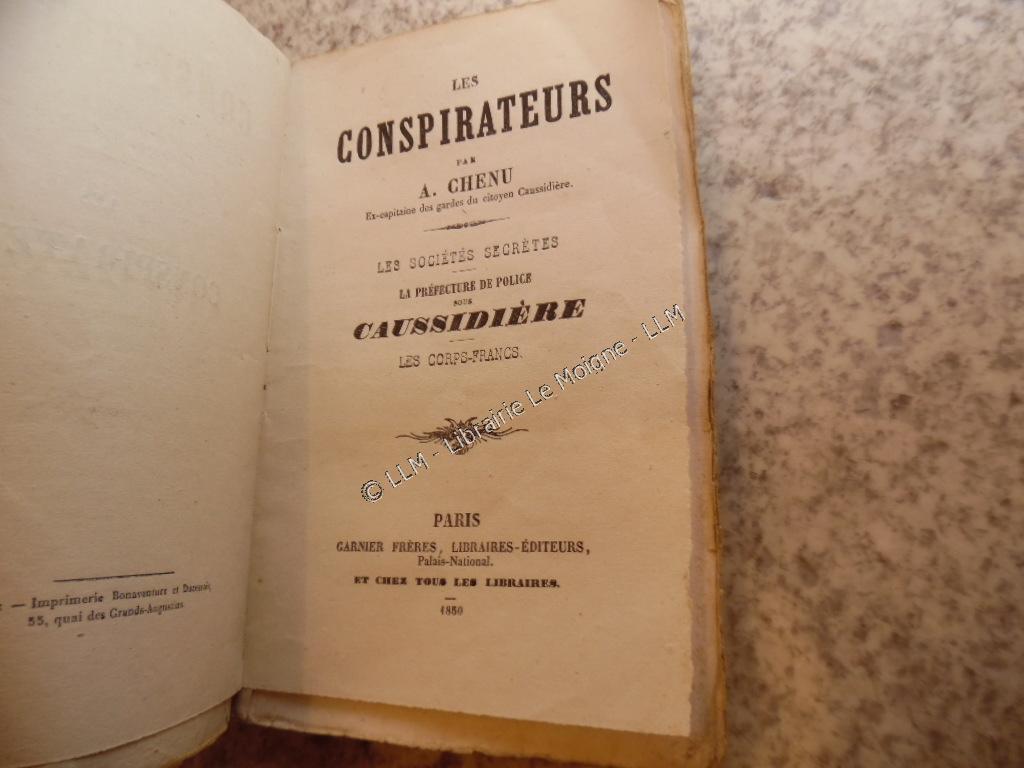 — Imprimerie Bonaventure et Ducessois,
55, quai des Grands-Augustins
LES
CONSPIRATEURS
PAR
A. CHENU
Ex-capitaine des gardes du citoyen Caussidière.
LES SOCIÉTÉS SECRÈTES
LA PRÉFECTURE DE POLICE
SOUS
CAUSSIDIÈRE
LES CORPS-FRANCS.
© LLM - Librairie Le Moigne - LLM
PARIS
GARNIER FRÈRES, LIBRAIRES-ÉDITEURS,
Palais-National.
ET CHEZ TOUS LES LIBRAIRES.
1850